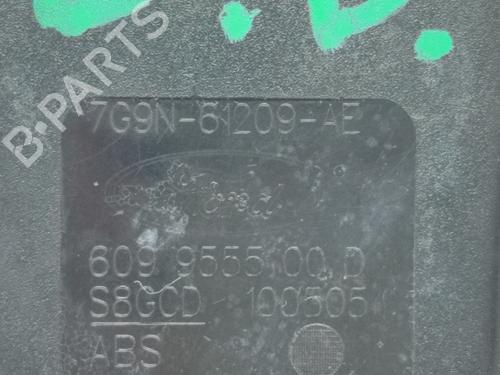 B-PARTS
7G9N-61209-AE
Ford
609 9555 00 D
S8GCD 100505
ABS